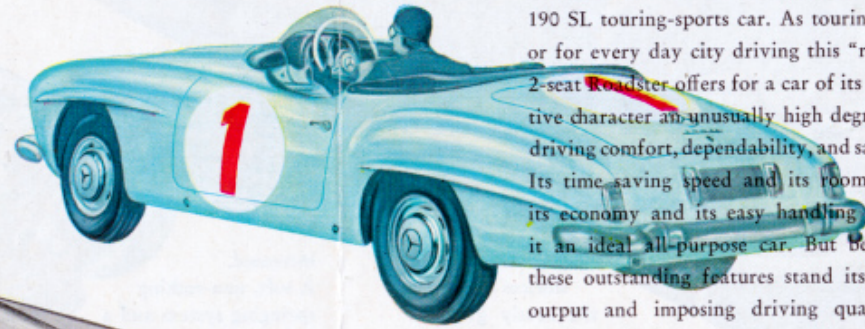 1
190 SL touring-sports car. As tourin
or for every day city driving this "r
2-seat Roadster offers for a car of its
tive character an unusually high degr
driving comfort, dependability, and sa
Its time saving speed and its room
its economy and its easy handling
it an ideal all-purpose car. But be
these outstanding features stand its
output and imposing driving qua